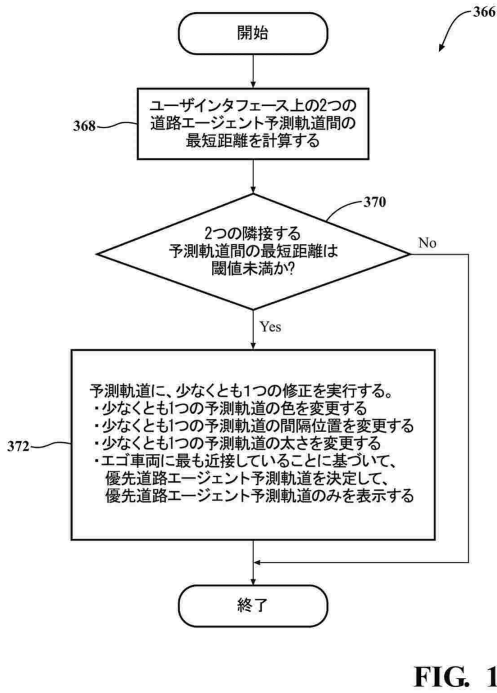 開始
366
368
ユーザインタフェース上の2つの
道路エージェント予測軌道間の
最短距離を計算する
370
2つの隣接する
予測軌道間の最短距離は
閾値未満か?
No
Yes
372
予測軌道に、少なくとも1つの修正を実行する。
・少なくとも1つの予測軌道の色を変更する
・少なくとも1つの予測軌道の間隔位置を変更する
・少なくとも1つの予測軌道の太さを変更する
・エゴ車両に最も近接していることに基づいて、
優先道路エージェント予測軌道を決定して、
優先道路エージェント予測軌道のみを表示する
終了
FIG. 1